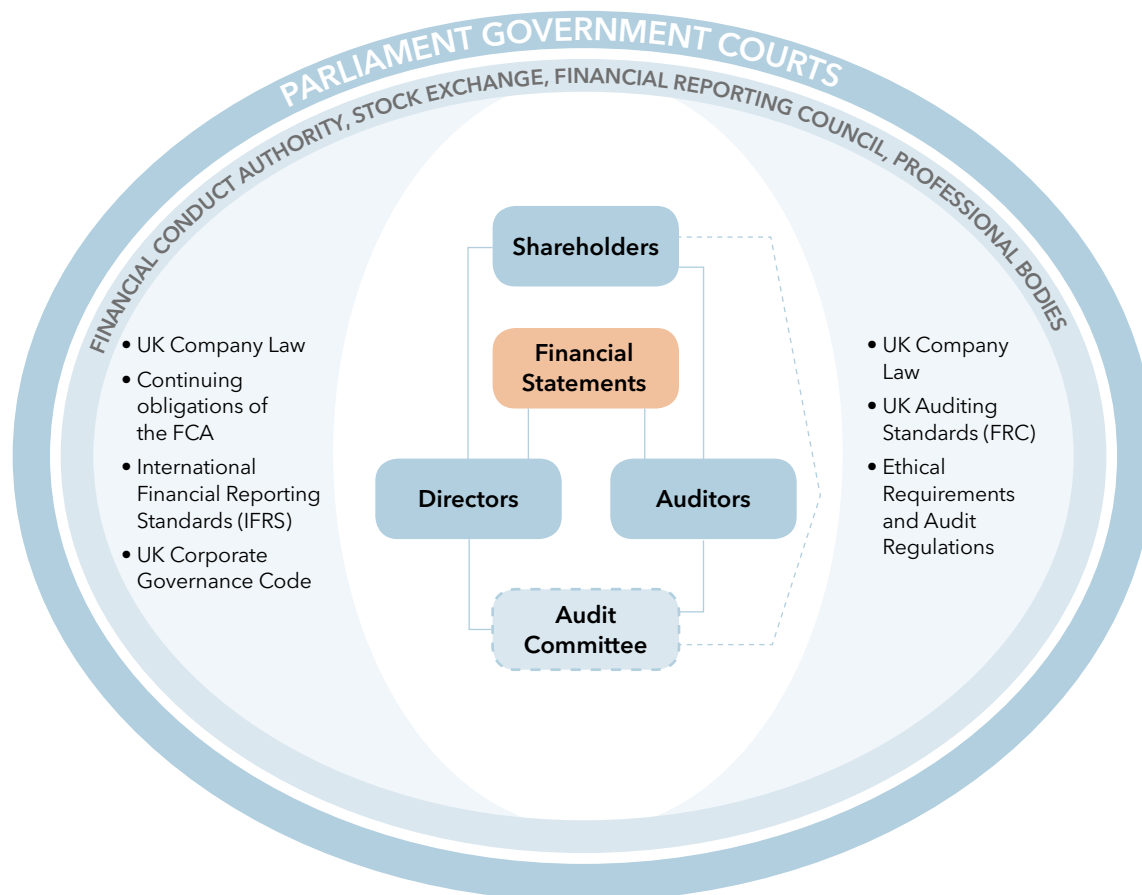 PARLIAMENT GOVERNMENT COURTS
FINANCIAL CONDUCT AUTHORITY, STOCK EXCHANGE, FINANCIAL REPORTING COUNCIL, PROFESSIONAL BODIES
• UK Company Law
• Continuing
obligations of
the FCA
• International
Financial Reporting
Standards (IFRS)
• UK Corporate
Governance Code
Shareholders
Financial
Statements
Directors
Auditors
Audit
Committee
• UK Company
Law
• UK Auditing
Standards (FRC)
• Ethical
Requirements
and Audit
Regulations